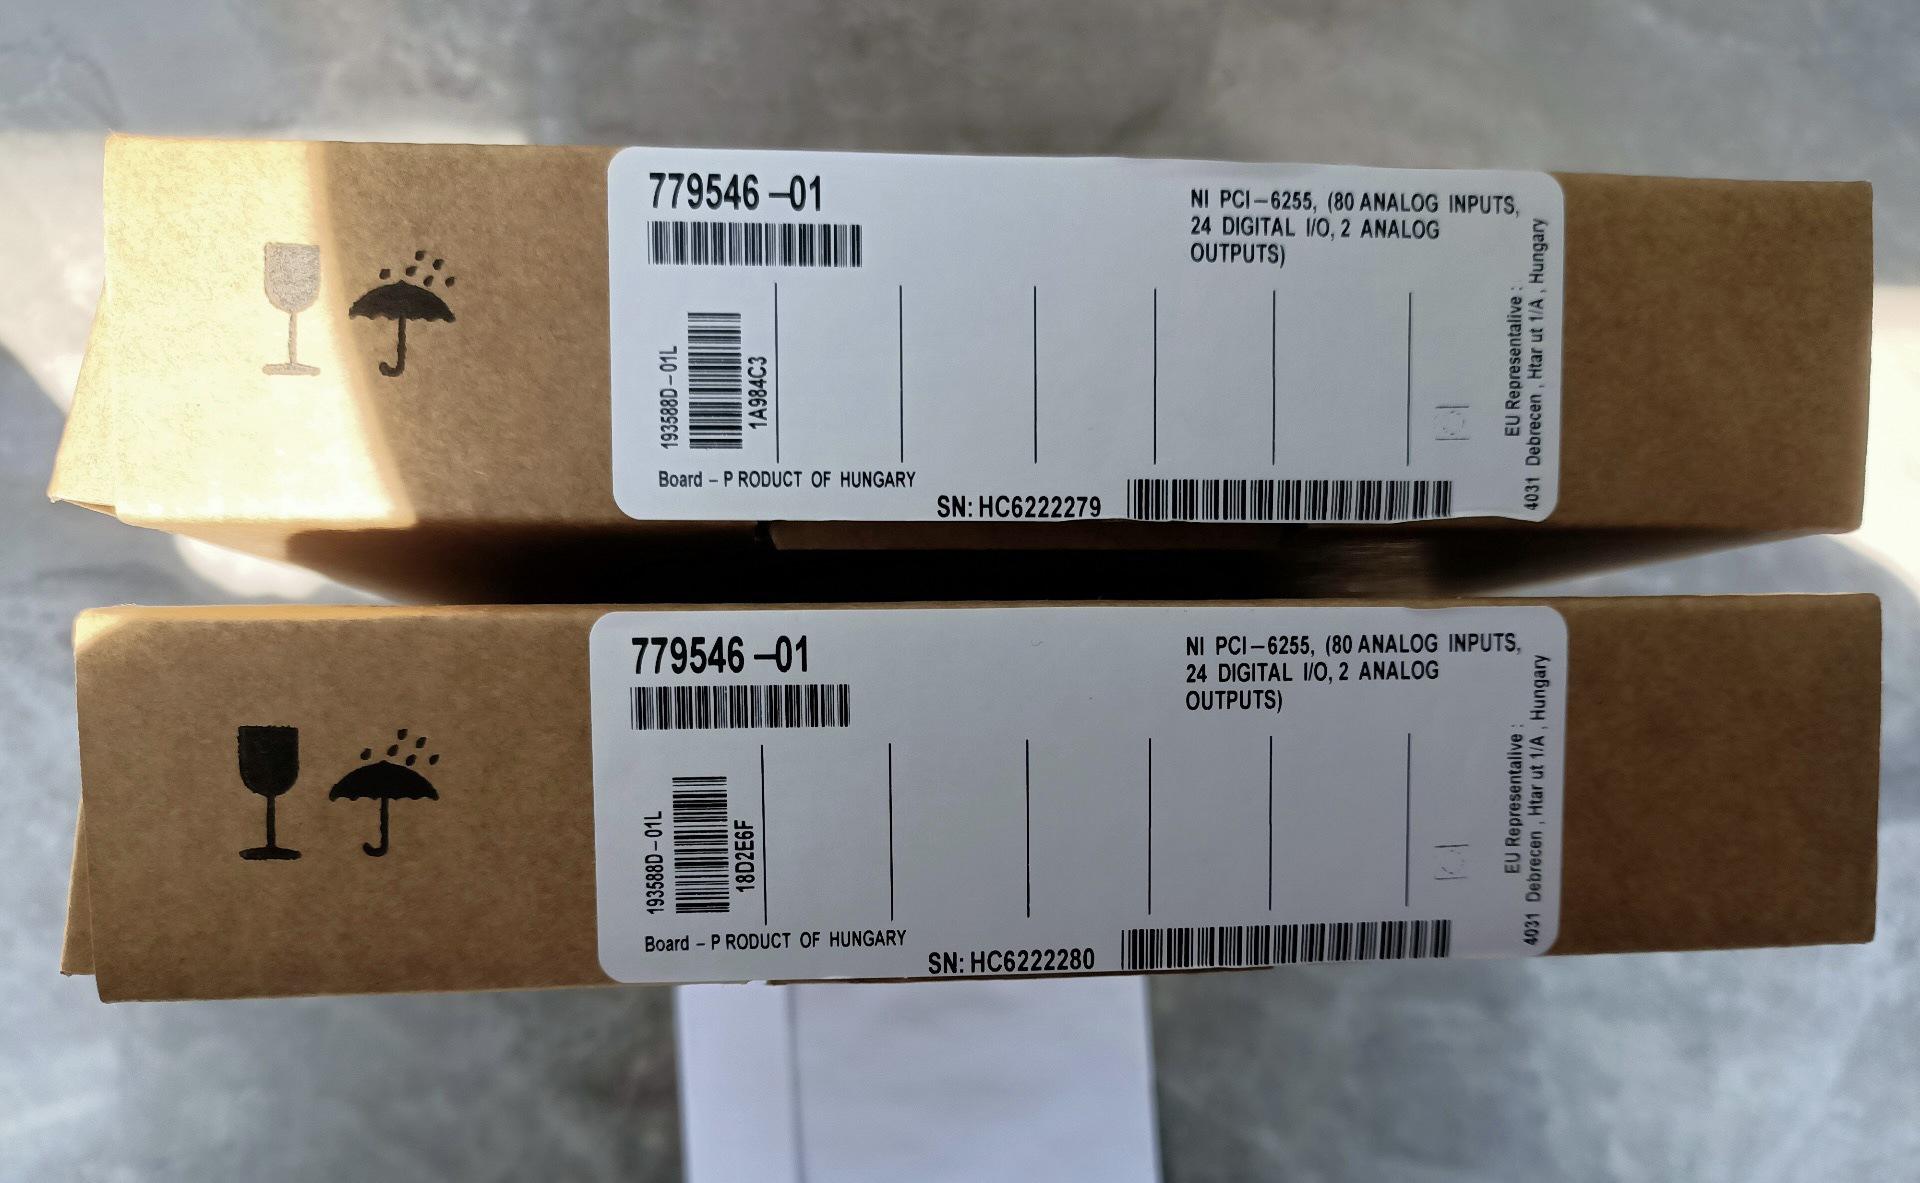 779546-01
NI PCI-6255, (80 ANALOG INPUTS,
24 DIGITAL I/O, 2 ANALOG
OUTPUTS)
193588D-01L
1A984C3
Board - P RODUCT OF HUNGARY
SN: HC6222279
EU Representalive :
4031 Debrecen , Htar ut 1/A , Hungary
779546-01
NI PCI-6255, (80 ANALOG INPUTS,
24 DIGITAL I/O, 2 ANALOG
OUTPUTS)
193588D-01L
18D2E6F
Board - P RODUCT OF HUNGARY
SN: HC6222280
EU Representalive :
4031 Debrecen , Htar ut 1/A , Hungary